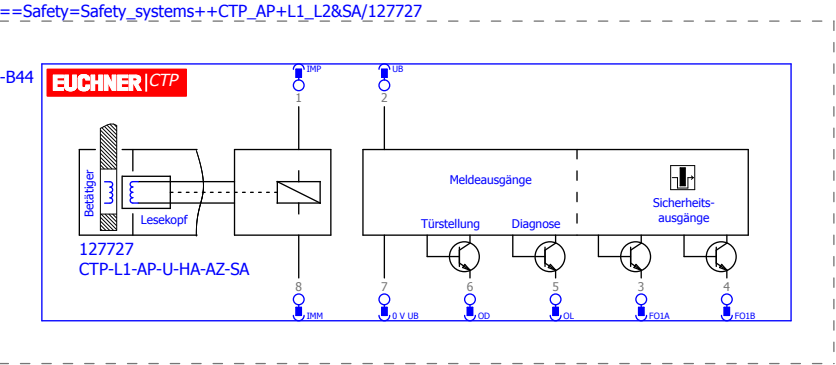 ==Safety=Safety_systems++CTP_AP+L1_L2&SA/127727
-B44
EUCHNER CTP
IMP
UB
1
2
Betätiger
Lesekopf
Meldeausgänge
Sicherheits-
ausgänge
Türstellung
Diagnose
127727
CTP-L1-AP-U-HA-AZ-SA
8
7
6
5
3
4
IMM
0 V UB
OD
OL
FO1A
FO1B